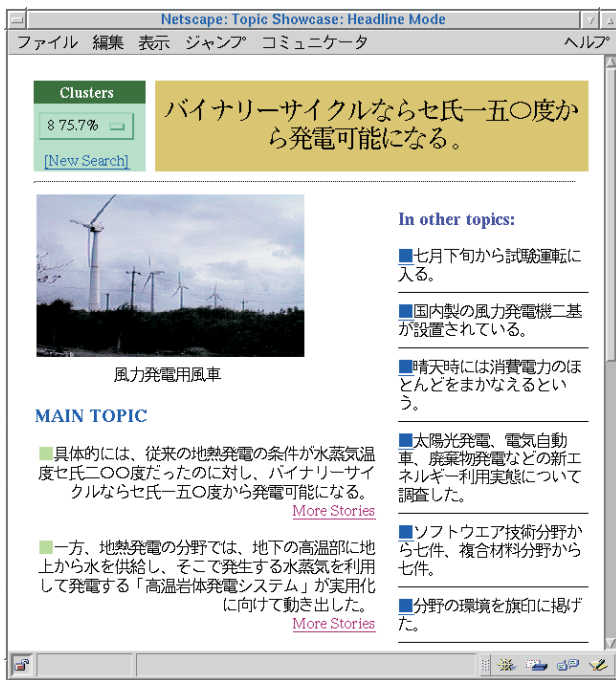 Netscape: Topic Showcase: Headline Mode
ファイル 編集 表示 ジャンプ コミュニケータ ヘルプ
Clusters
8 75.7%
[New Search]
バイナリーサイクルならセ氏一五〇度か
ら発電可能になる。
風力発電用風車
MAIN TOPIC
■具体的には、従来の地熱発電の条件が水蒸気温
度セ氏二〇〇度だったのに対し、バイナリーサイ
クルならセ氏一五〇度から発電可能になる。
More Stories
■一方、地熱発電の分野では、地下の高温部に地
上から水を供給し、そこで発生する水蒸気を利用
して発電する「高温岩体発電システム」が実用化
に向けて動き出した。
More Stories
In other topics:
■七月下旬から試験運転に
入る。
■国内製の風力発電機二基
が設置されている。
■晴天時には消費電力のほ
とんどをまかなえるとい
う。
■太陽光発電、電気自動
車、廃棄物発電などの新エ
ネルギー利用実態について
調査した。
■ソフトウエア技術分野か
ら七件、複合材料分野から
七件。
■分野の環境を旗印に掲げ
た。